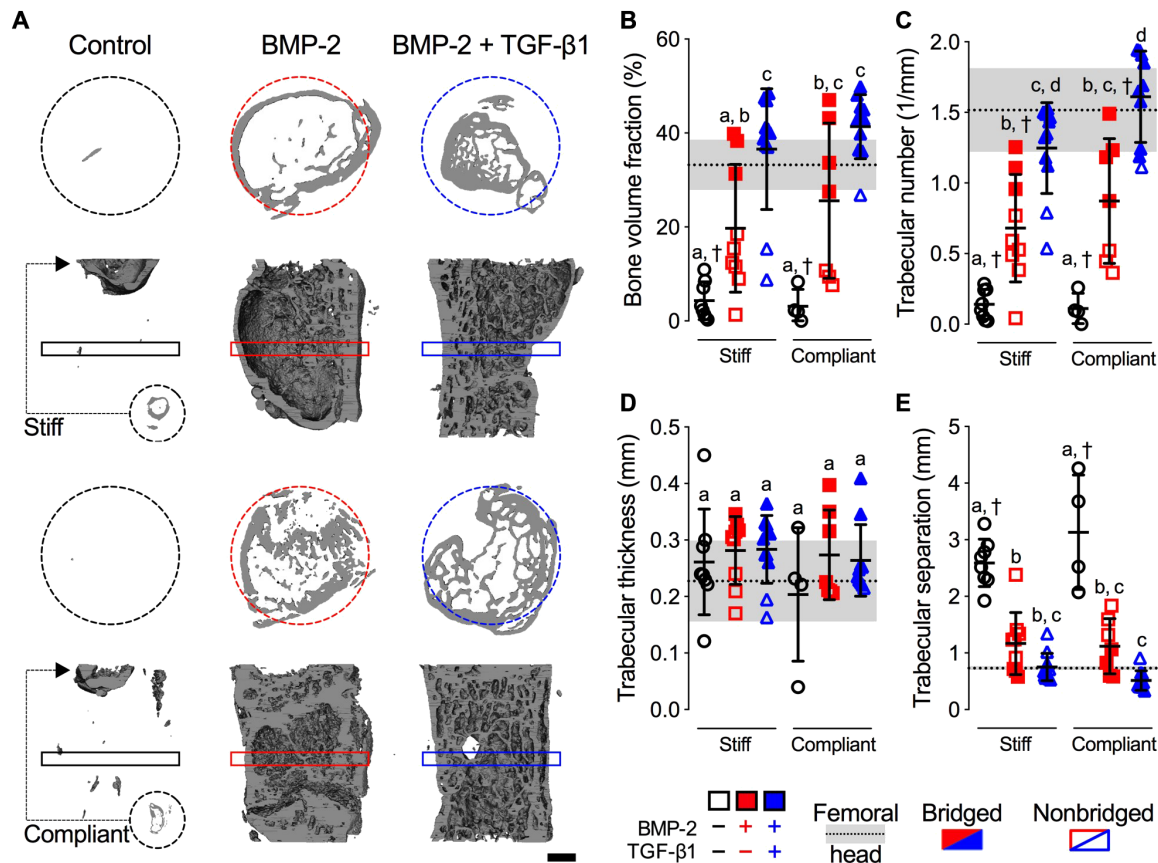 A
Control
BMP-2
BMP-2 + TGF-β1
Stiff
Compliant
B
Bone volume fraction (%)
60
40
20
0
a, †
a, b
c
a, †
b, c
c
Stiff
Compliant
C
Trabecular number (1/mm)
2.0
1.5
1.0
0.5
0.0
a, †
b, †
c, d
a, †
b, c, †
d
Stiff
Compliant
D
Trabecular thickness (mm)
0.5
0.4
0.3
0.2
0.1
0.0
a
a
a
a
a
a
Stiff
Compliant
E
Trabecular separation (mm)
5
4
3
2
1
0
a, †
b
b, c
a, †
b, c
c
Stiff
Compliant
BMP-2 − + +
TGF-β1 − − +
Femoral
head
Bridged
Nonbridged